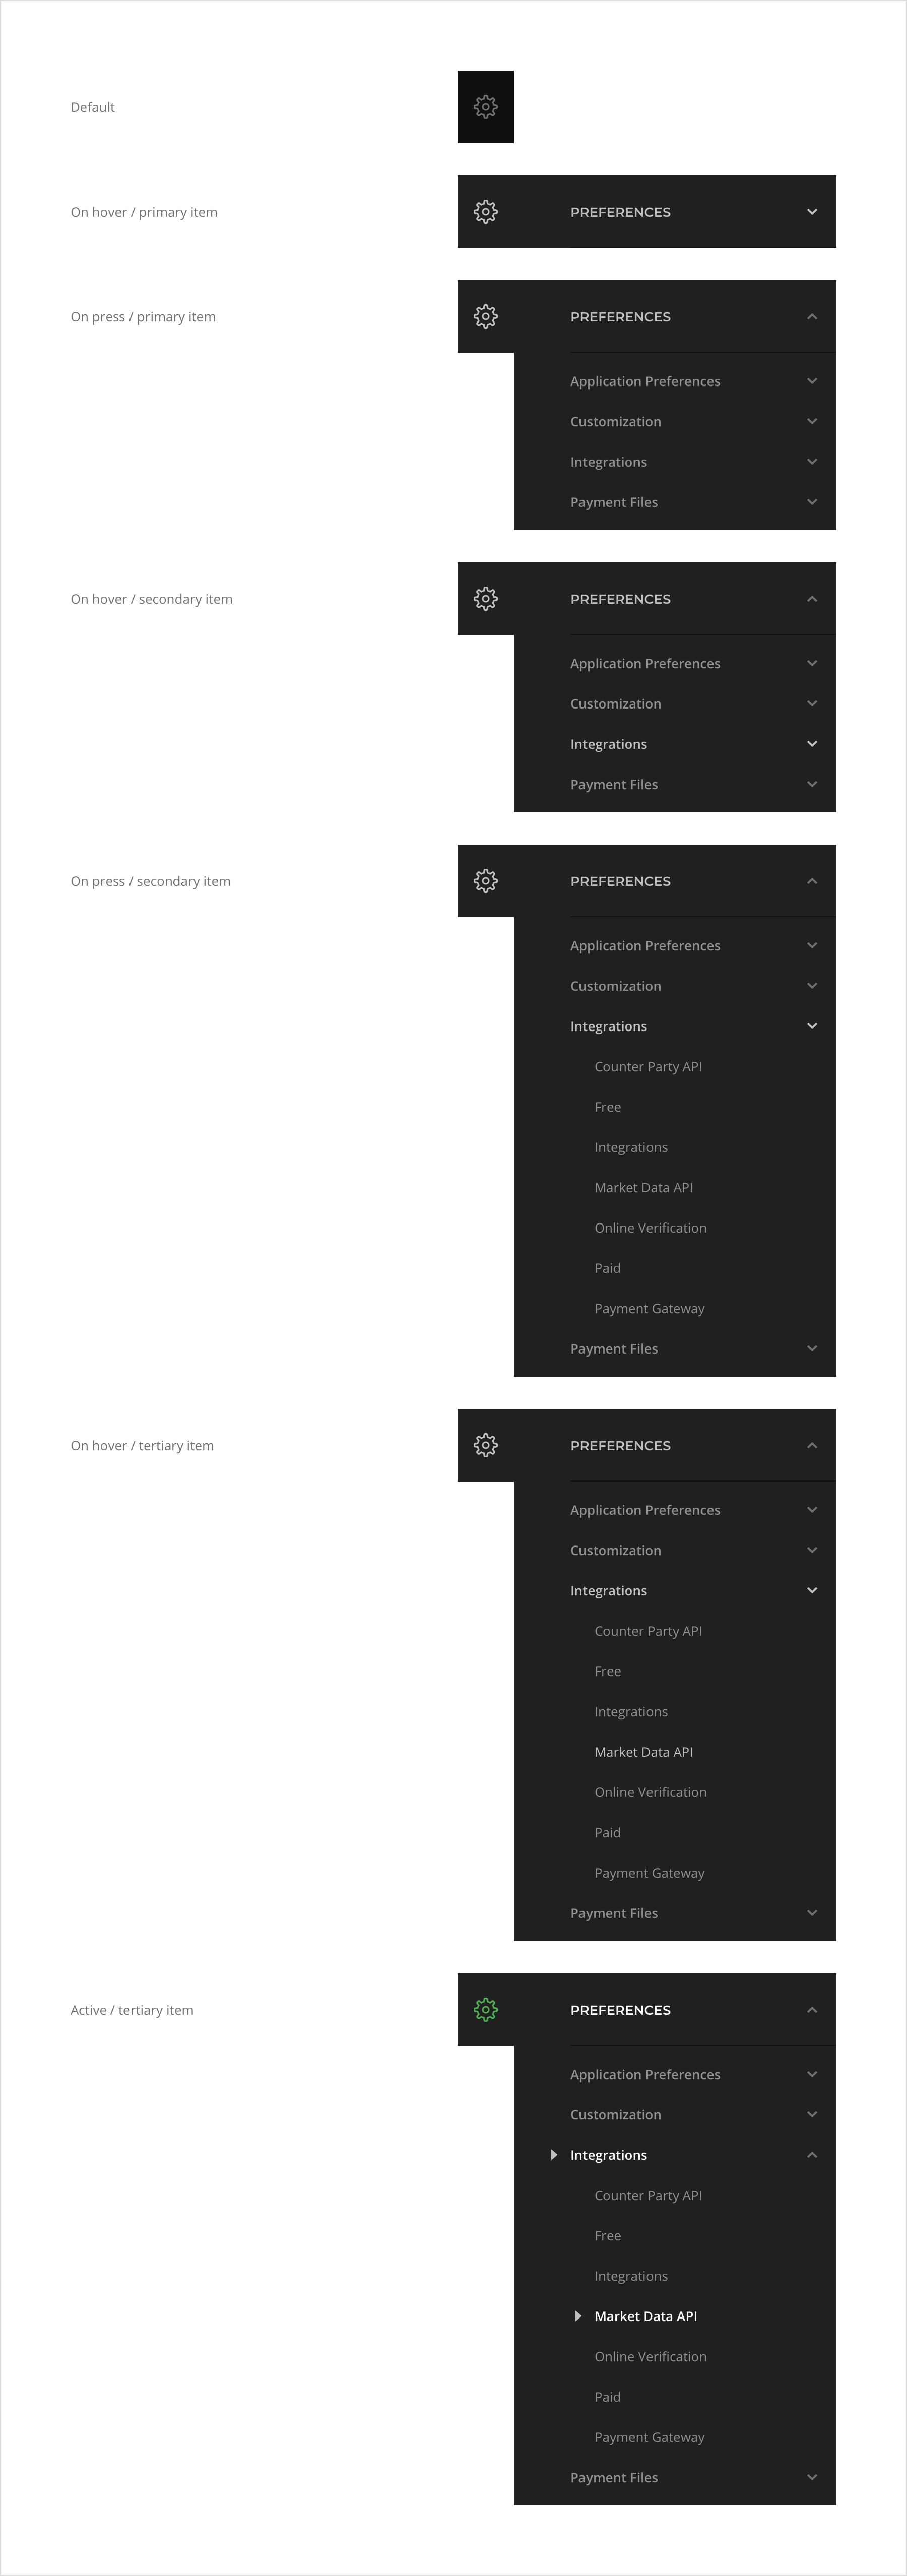 Default
On hover / primary item
PREFERENCES
On press / primary item
PREFERENCES
Application Preferences
Customization
Integrations
Payment Files
On hover / secondary item
PREFERENCES
Application Preferences
Customization
Integrations
Payment Files
On press / secondary item
PREFERENCES
Application Preferences
Customization
Integrations
Counter Party API
Free
Integrations
Market Data API
Online Verification
Paid
Payment Gateway
Payment Files
On hover / tertiary item
PREFERENCES
Application Preferences
Customization
Integrations
Counter Party API
Free
Integrations
Market Data API
Online Verification
Paid
Payment Gateway
Payment Files
Active / tertiary item
PREFERENCES
Application Preferences
Customization
Integrations
Counter Party API
Free
Integrations
Market Data API
Online Verification
Paid
Payment Gateway
Payment Files